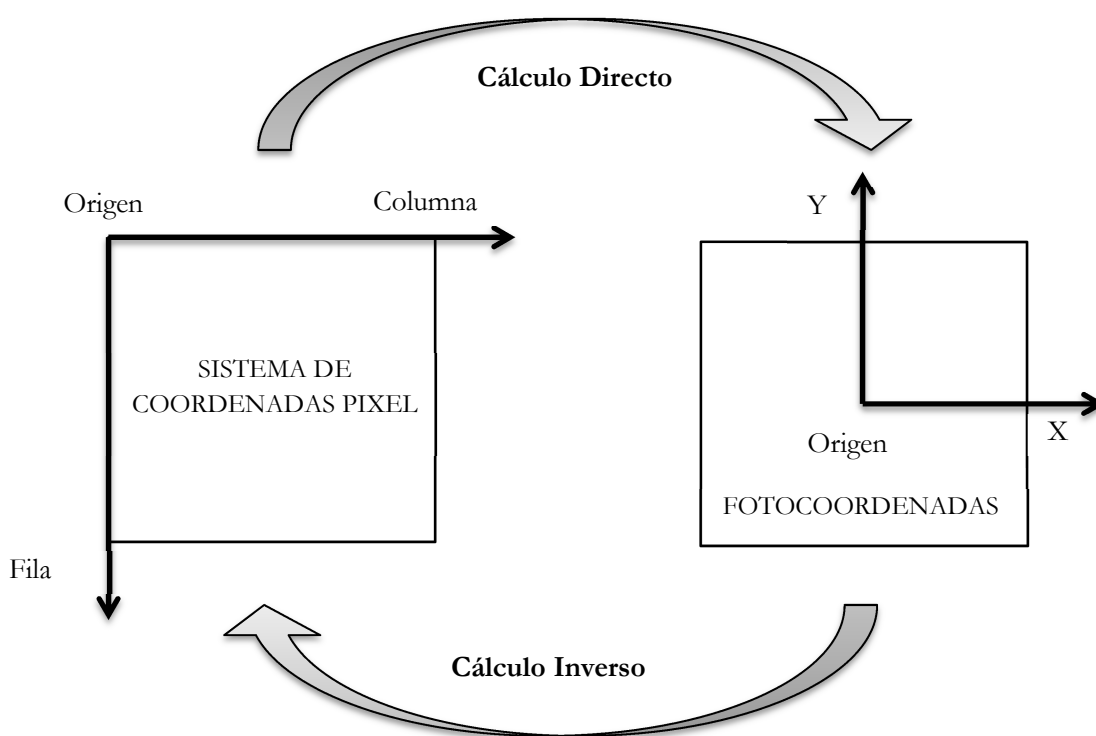 Cálculo Directo
Origen
Columna
Y
SISTEMA DE
COORDENADAS PIXEL
X
Origen
FOTOCOORDENADAS
Fila
Cálculo Inverso